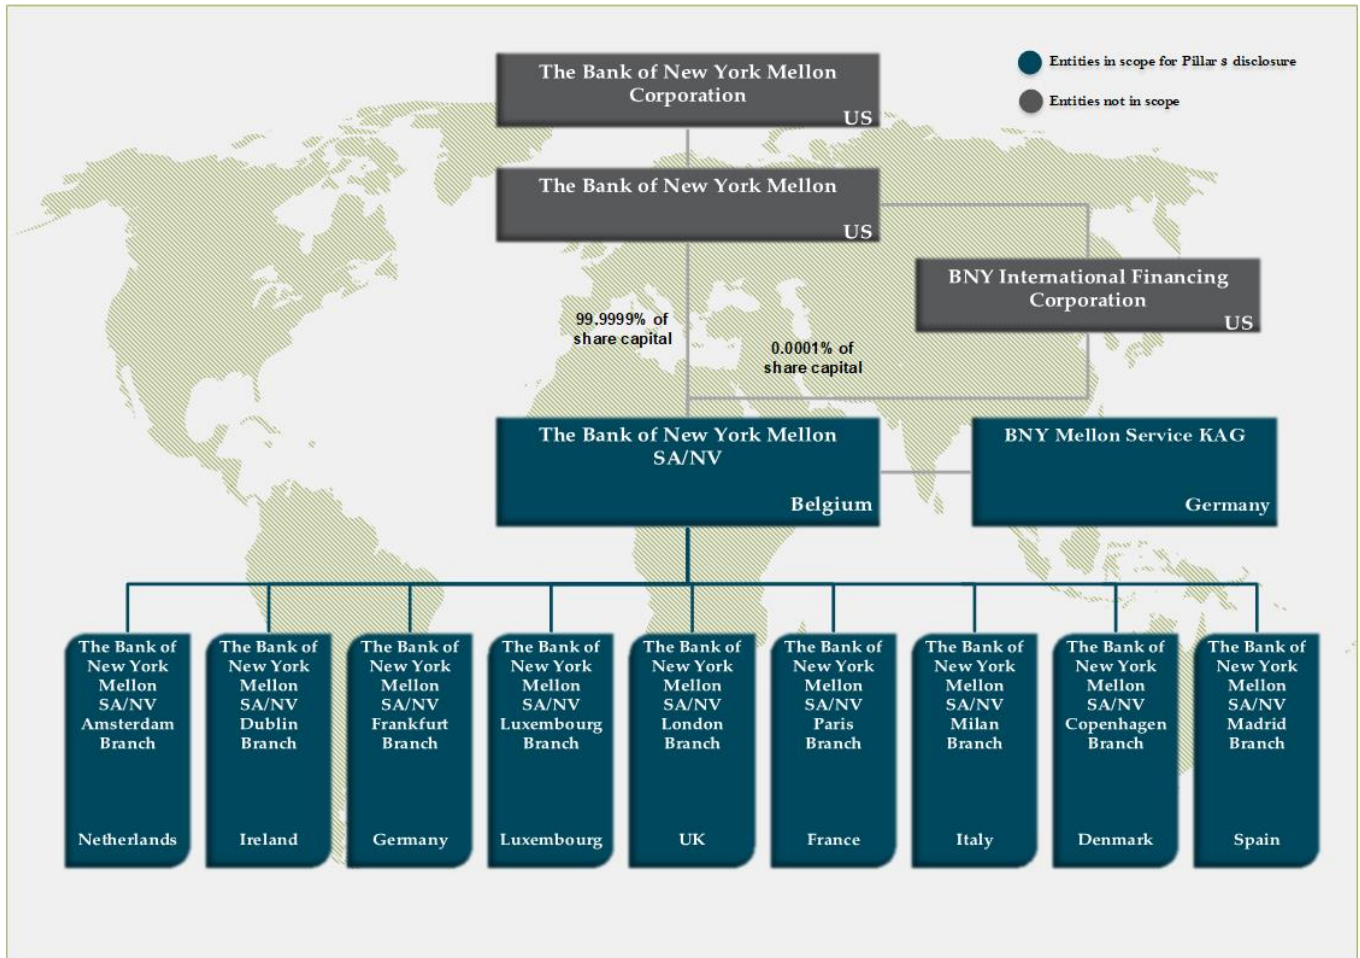 The Bank of New York Mellon
Corporation
US
Entities in scope for Pillar 3 disclosure
Entities not in scope
The Bank of New York Mellon
US
BNY International Financing
Corporation
US
99.9999% of
share capital
0.0001% of
share capital
The Bank of New York Mellon
SA/NV
Belgium
BNY Mellon Service KAG
Germany
The Bank of
New York
Mellon
SA/NV
Amsterdam
Branch
Netherlands
The Bank of
New York
Mellon
SA/NV
Dublin
Branch
Ireland
The Bank of
New York
Mellon
SA/NV
Frankfurt
Branch
Germany
The Bank of
New York
Mellon
SA/NV
Luxembourg
Branch
Luxembourg
The Bank of
New York
Mellon
SA/NV
London
Branch
UK
The Bank of
New York
Mellon
SA/NV
Paris
Branch
France
The Bank of
New York
Mellon
SA/NV
Milan
Branch
Italy
The Bank of
New York
Mellon
SA/NV
Copenhagen
Branch
Denmark
The Bank of
New York
Mellon
SA/NV
Madrid
Branch
Spain